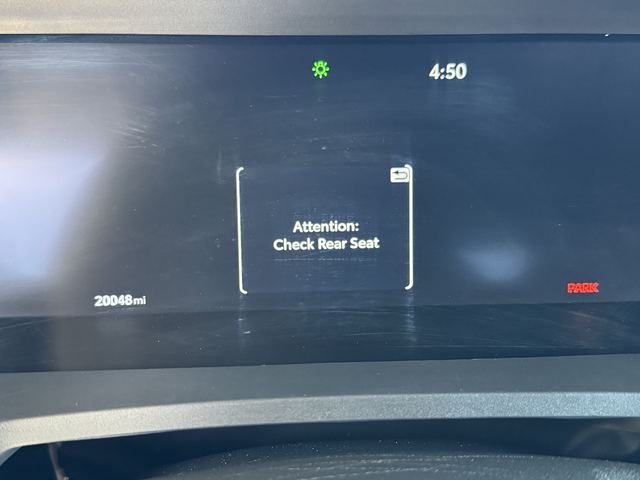 4:50
Attention:
Check Rear Seat
20048mi
PARK